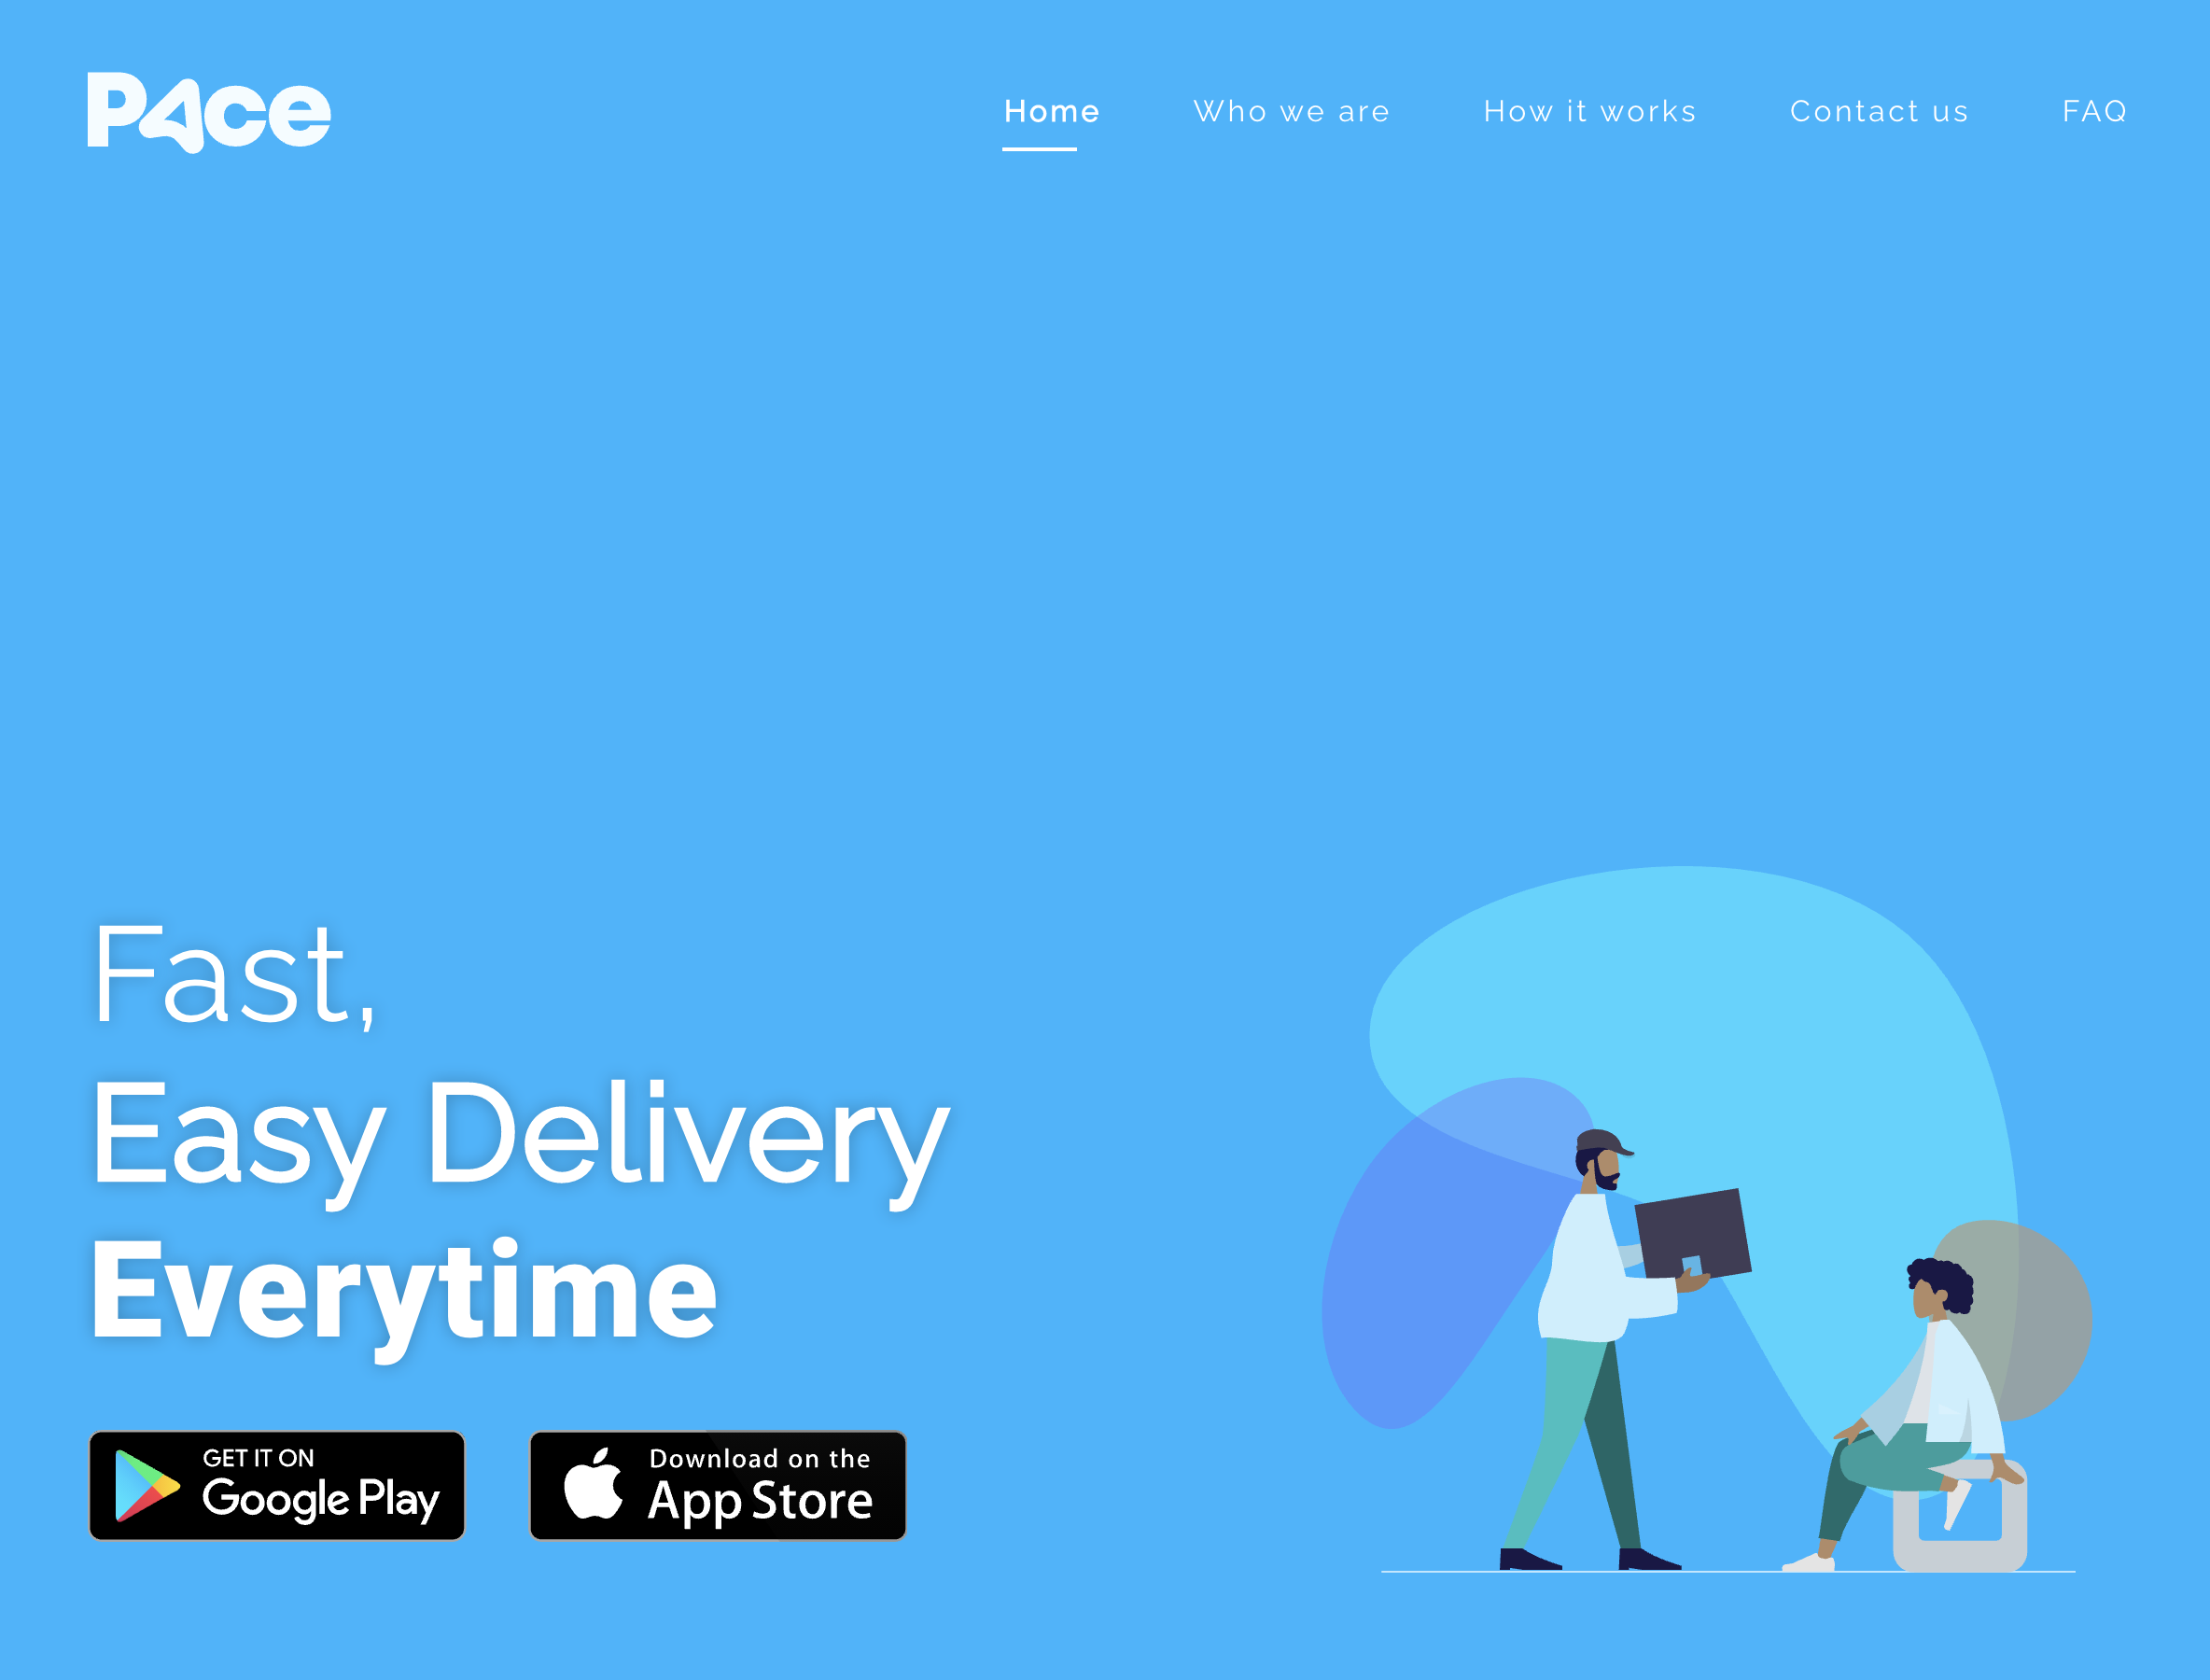 Pace
Home Who we are How it works Contact us FAQ
Fast,
Easy Delivery
Everytime
GET IT ON
Google Play
Download on the
App Store